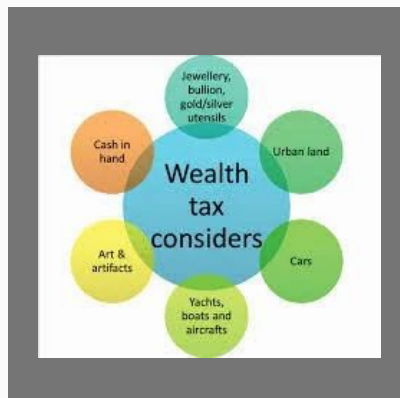 Jewellery,
bullion,
gold/silver
utensils
Cash in
hand
Urban land
Wealth
tax
considers
Art &
artifacts
Cars
Yachts,
boats and
aircrafts